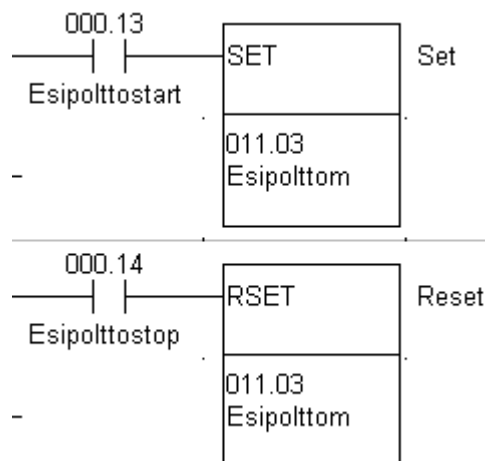 000.13
SET Set
Esipolttostart
011.03
Esipolttom
000.14
RSET Reset
Esipolttostop
011.03
Esipolttom